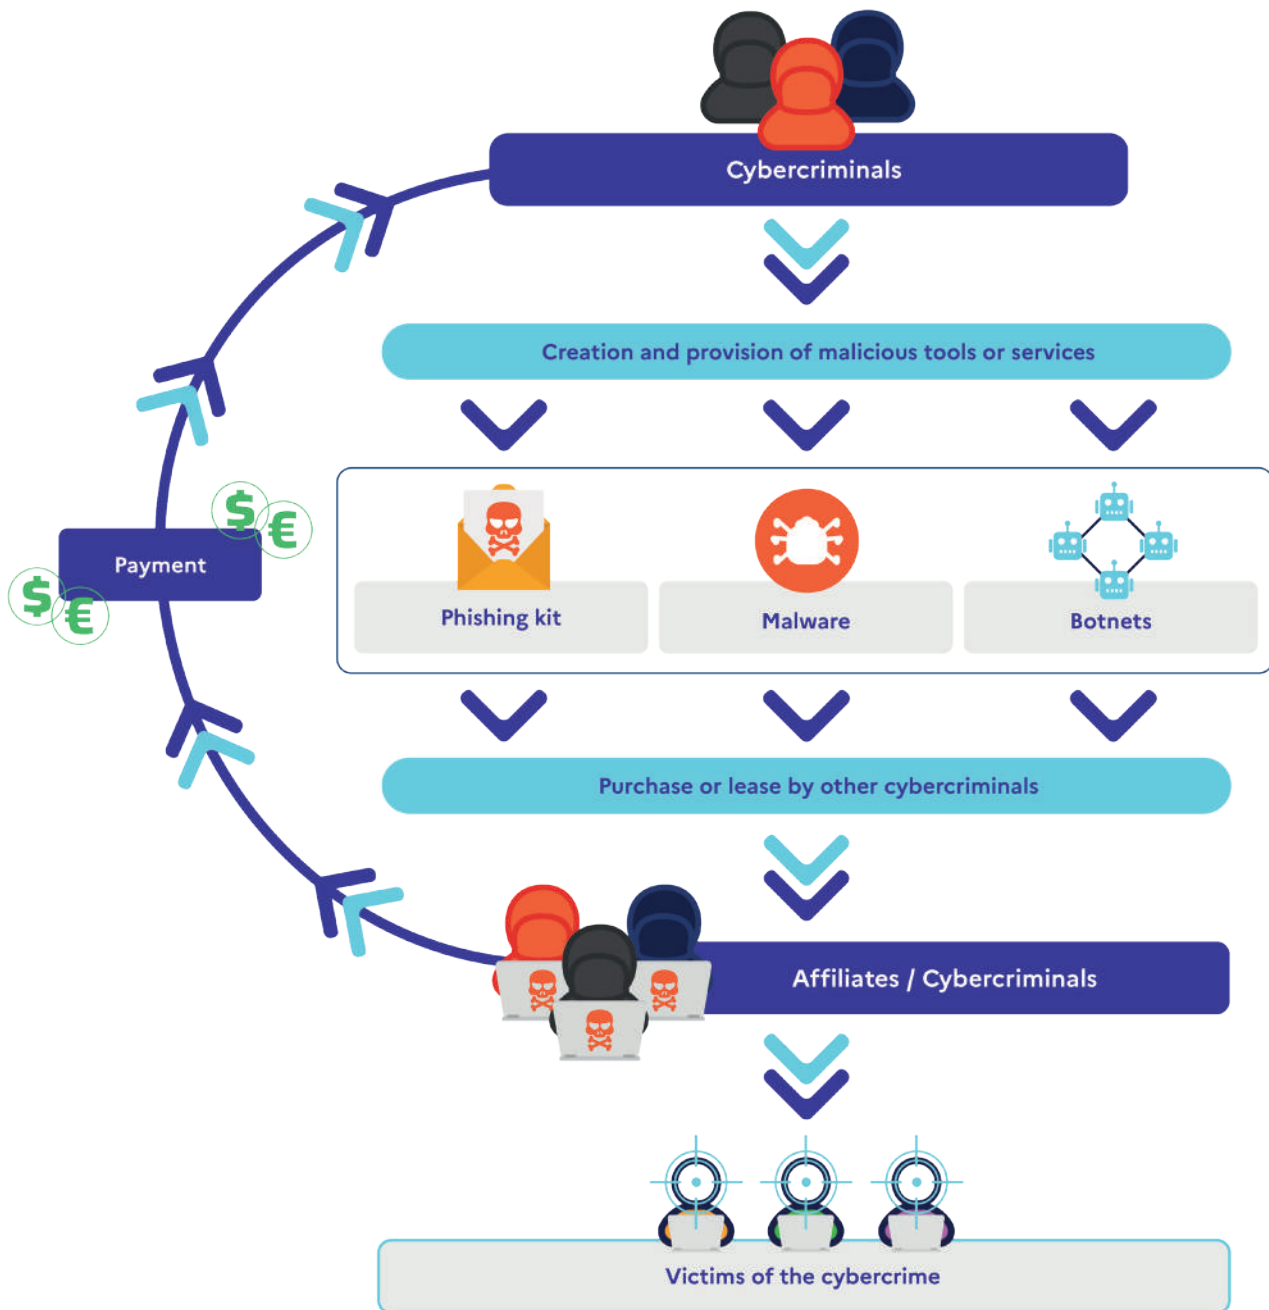 Cybercriminals
Creation and provision of malicious tools or services
$
€
Payment
$
€
Phishing kit
Malware
Botnets
Purchase or lease by other cybercriminals
Affiliates / Cybercriminals
Victims of the cybercrime